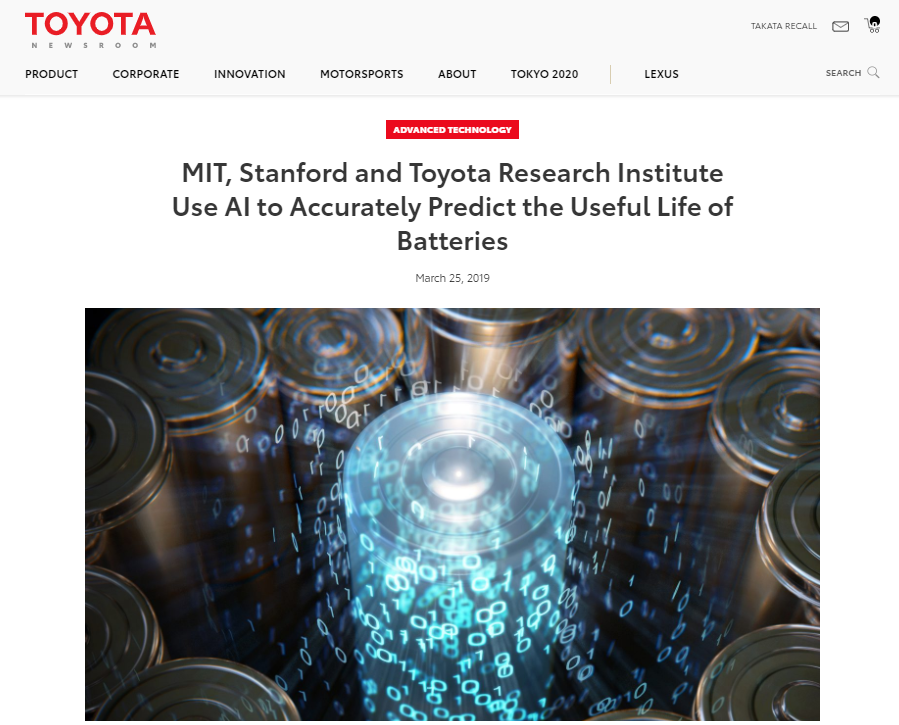 TOYOTA
NEWSROOM
TAKATA RECALL
0
PRODUCT CORPORATE INNOVATION MOTORSPORTS ABOUT TOKYO 2020 LEXUS
SEARCH
ADVANCED TECHNOLOGY
MIT, Stanford and Toyota Research Institute
Use AI to Accurately Predict the Useful Life of
Batteries
March 25, 2019